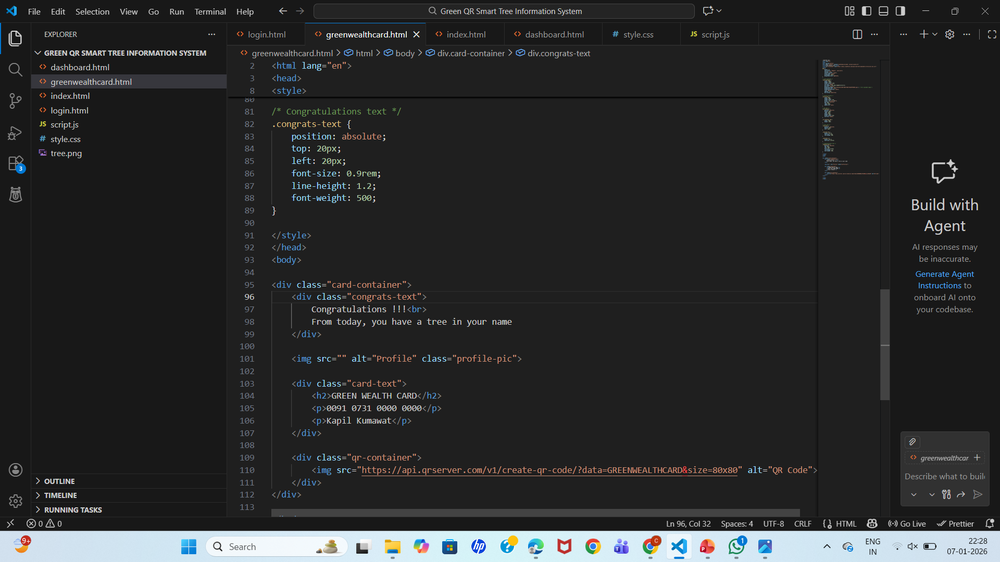 File Edit Selection View Go Run Terminal Help
Green QR Smart Tree Information System
EXPLORER
GREEN QR SMART TREE INFORMATION SYSTEM
dashboard.html
greenwealthcard.html
index.html
login.html
JS script.js
# style.css
tree.png
3
OUTLINE
TIMELINE
RUNNING TASKS
login.html
greenwealthcard.html
index.html
dashboard.html
# style.css
JS script.js
greenwealthcard.html > html > body > div.card-container > div.congrats-text
2 <html lang="en">
3 <head>
8 <style>
80
81 /* Congratulations text */
82 .congrats-text {
83 position: absolute;
84 top: 20px;
85 left: 20px;
86 font-size: 0.9rem;
87 line-height: 1.2;
88 font-weight: 500;
89 }
90
91 </style>
92 </head>
93 <body>
94
95 <div class="card-container">
96 <div class="congrats-text">
97 Congratulations !!!<br>
98 From today, you have a tree in your name
99 </div>
100
101 <img src="" alt="Profile" class="profile-pic">
102
103 <div class="card-text">
104 <h2>GREEN WEALTH CARD</h2>
105 <p>0091 0731 0000 0000</p>
106 <p>Kapil Kumawat</p>
107 </div>
108
109 <div class="qr-container">
110 <img src="https://api.qrserver.com/v1/create-qr-code/?data=GREENWEALTHCARD&size=80x80" alt="QR Code">
111 </div>
112 </div>
113
Build with
Agent
AI responses may
be inaccurate.
Generate Agent
Instructions to
onboard AI onto
your codebase.
greenwealthcar
Describe what to buil
0 0
Ln 96, Col 32 Spaces: 4 UTF-8 CRLF HTML Go Live Prettier
9+
Search
hp
C
P
1
ENG
IN
22:28
07-01-2026